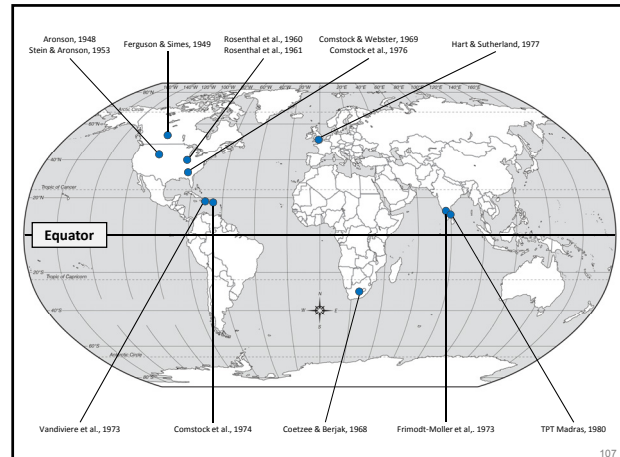 Aronson, 1948
Stein & Aronson, 1953
Ferguson & Simes, 1949
Rosenthal et al., 1960
Rosenthal et al., 1961
Comstock & Webster, 1969
Comstock et al., 1976
Hart & Sutherland, 1977
Arctic Circle
Tropic of Cancer
Equator
Tropic of Capricorn
Antarctic Circle
Vandiviere et al., 1973
Comstock et al., 1974
Coetzee & Berjak, 1968
Frimodt-Moller et al,. 1973
TPT Madras, 1980
107